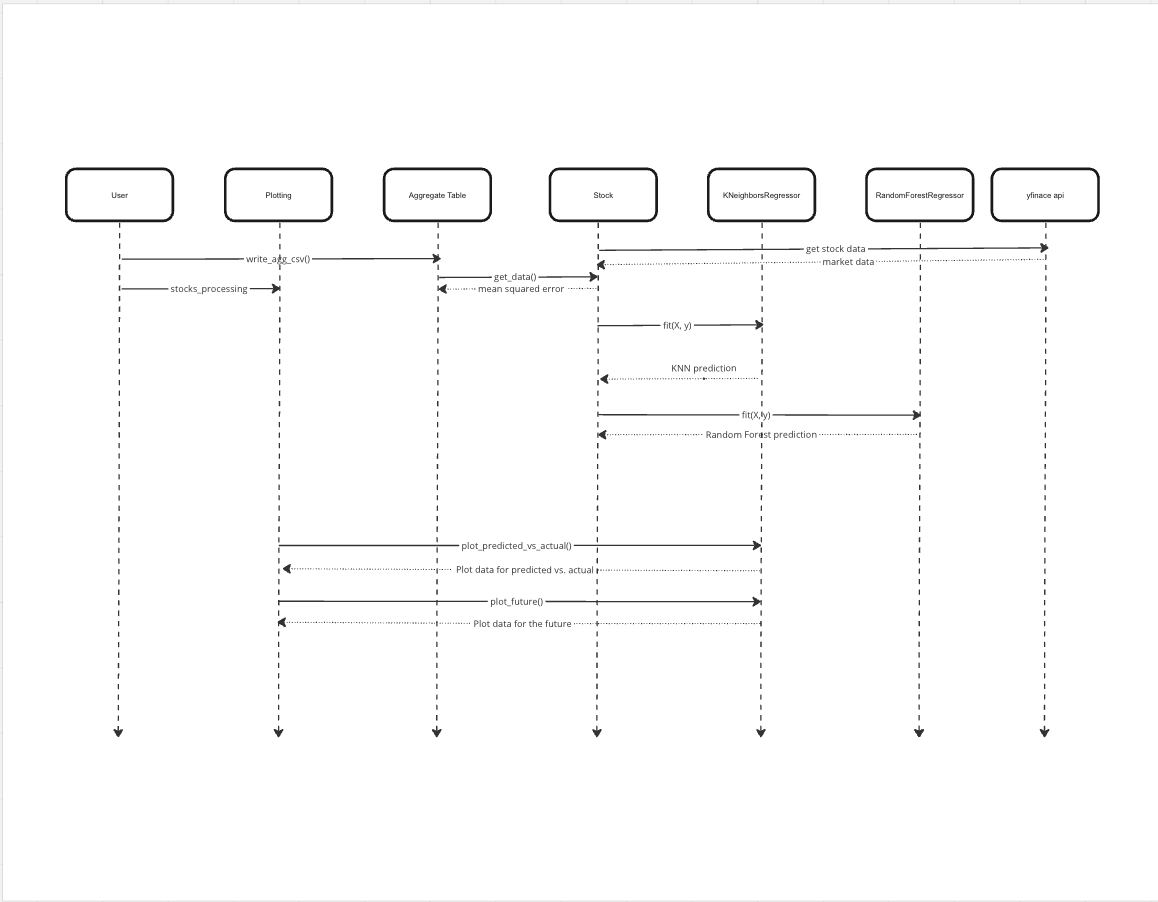 User
Plotting
Aggregate Table
Stock
KNeighborsRegressor
RandomForestRegressor
yfinace api
get stock data
write_agg_csv()
market data
get_data()
stocks_processing
mean squared error
fit(X, y)
KNN prediction
fit(X,y)
Random Forest prediction
plot_predicted_vs_actual()
Plot data for predicted vs. actual
plot_future()
Plot data for the future